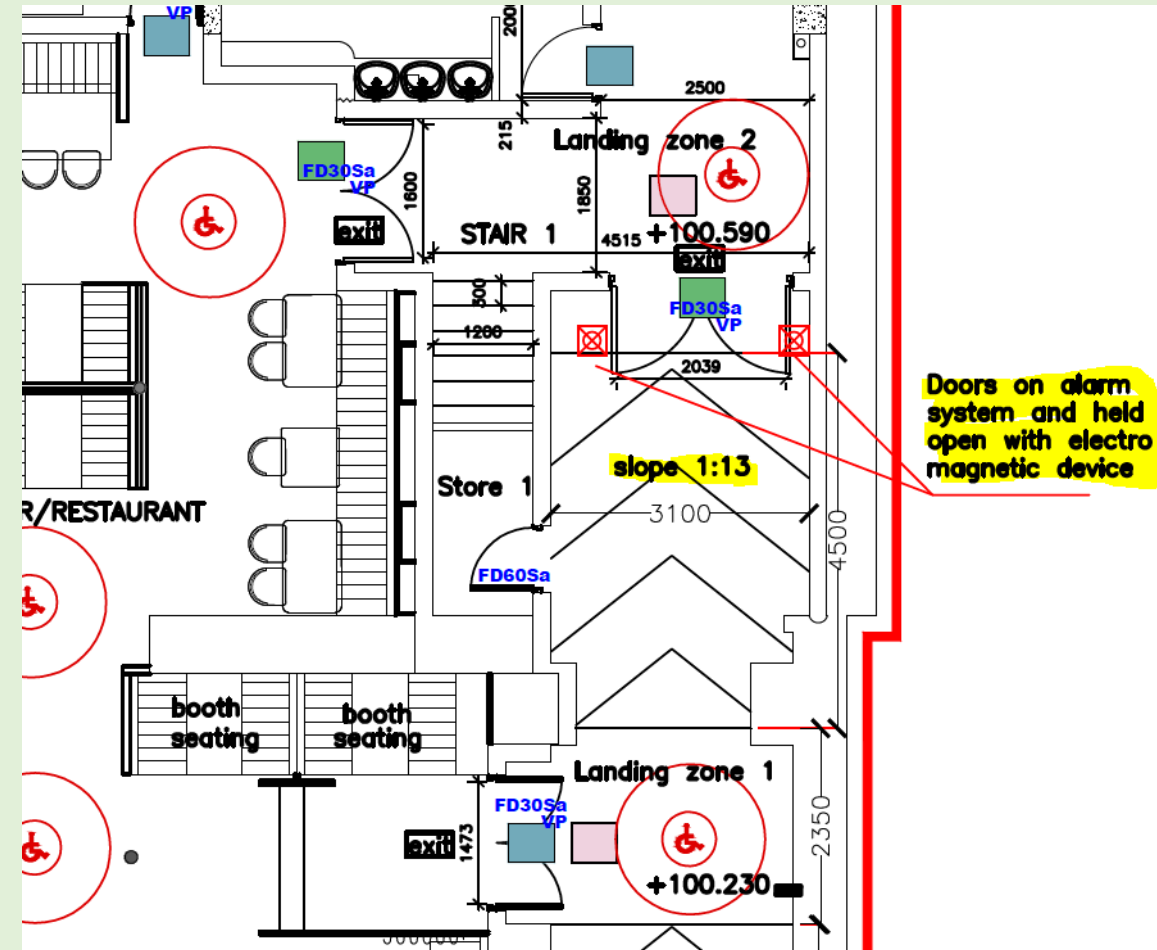 VP
2000
2500
215
Landing zone 2
FD30Sa
VP
1600
1850
exit
STAIR 1
4515
+100.590
exit
300
FD30Sa
VP
1200
2039
Doors on alarm
system and held
open with electro
magnetic device
slope 1:13
Store 1
R/RESTAURANT
3100
4500
FD60Sa
booth
seating
booth
seating
Landing zone 1
FD30Sa
VP
exit
1473
2350
+100.230